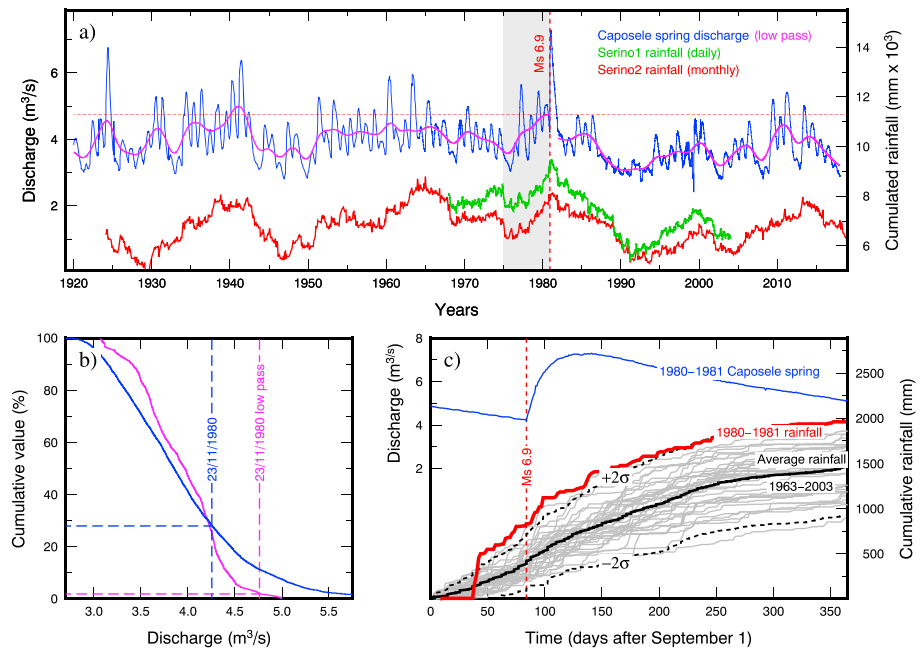 a)
Caposele spring discharge (low pass)
Serino1 rainfall (daily)
Serino2 rainfall (monthly)
Ms 6.9
Discharge (m³/s)
6
4
2
Cumulated rainfall (mm x 10³)
14
12
10
8
6
1920 1930 1940 1950 1960 1970 1980 1990 2000 2010
Years
b)
Cumulative value (%)
100
80
60
40
20
0
23/11/1980
23/11/1980 low pass
3.0 3.5 4.0 4.5 5.0 5.5
Discharge (m³/s)
c)
Discharge (m³/s)
8
6
4
2
1980−1981 Caposele spring
1980−1981 rainfall
Average rainfall
1963−2003
+2σ
−2σ
Ms 6.9
Cumulative rainfall (mm)
2500
2000
1500
1000
500
0 50 100 150 200 250 300 350
Time (days after September 1)